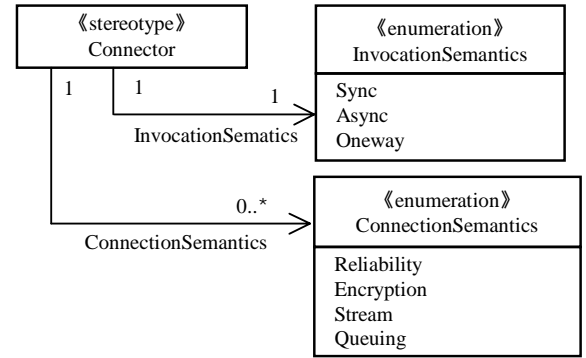 《stereotype》
Connector
《enumeration》
InvocationSemantics
Sync
Async
Oneway
1
1
1
InvocationSematics
0..*
ConnectionSemantics
《enumeration》
ConnectionSemantics
Reliability
Encryption
Stream
Queuing